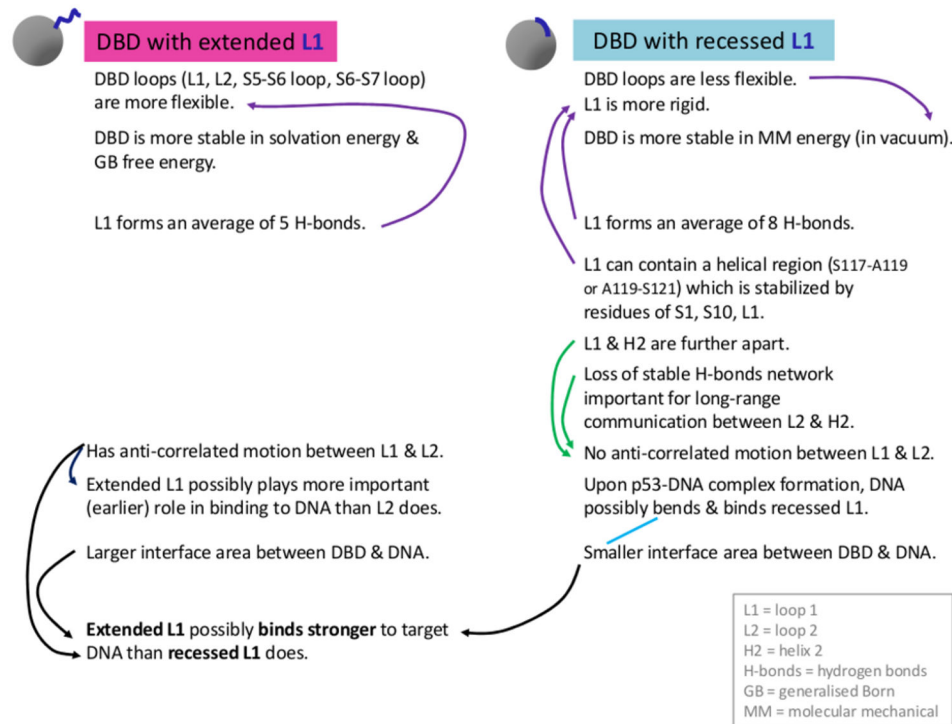 DBD with extended L1
DBD loops (L1, L2, S5-S6 loop, S6-S7 loop)
are more flexible.
DBD is more stable in solvation energy &
GB free energy.
L1 forms an average of 5 H-bonds.
Has anti-correlated motion between L1 & L2.
Extended L1 possibly plays more important
(earlier) role in binding to DNA than L2 does.
Larger interface area between DBD & DNA.
Extended L1 possibly binds stronger to target
DNA than recessed L1 does.
DBD with recessed L1
DBD loops are less flexible.
L1 is more rigid.
DBD is more stable in MM energy (in vacuum).
L1 forms an average of 8 H-bonds.
L1 can contain a helical region (S117-A119
or A119-S121) which is stabilized by
residues of S1, S10, L1.
L1 & H2 are further apart.
Loss of stable H-bonds network
important for long-range
communication between L2 & H2.
No anti-correlated motion between L1 & L2.
Upon p53-DNA complex formation, DNA
possibly bends & binds recessed L1.
Smaller interface area between DBD & DNA.
L1 = loop 1
L2 = loop 2
H2 = helix 2
H-bonds = hydrogen bonds
GB = generalised Born
MM = molecular mechanical